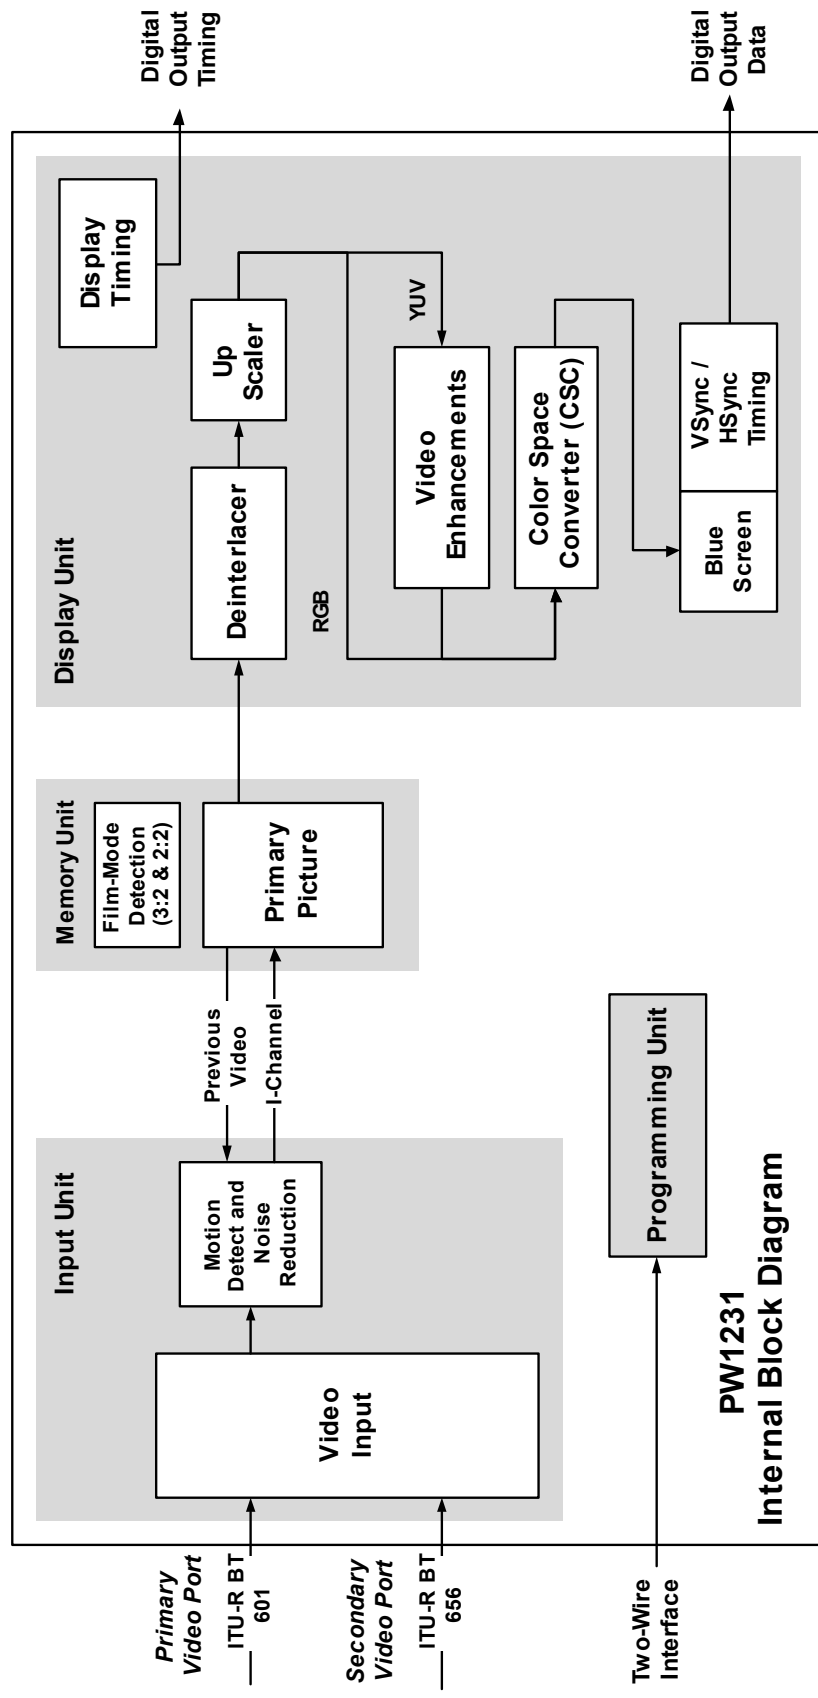 Primary
Video Port
ITU-R BT
601
Secondary
Video Port
ITU-R BT
656
Two-Wire
Interface
Input Unit
Video
Input
Motion
Detect and
Noise
Reduction
Previous
Video
I-Channel
Memory Unit
Film-Mode
Detection
(3:2 & 2:2)
Primary
Picture
Display Unit
Deinterlacer
Up
Scaler
Display
Timing
RGB
YUV
Video
Enhancements
Color Space
Converter (CSC)
Blue
Screen
VSync /
HSync
Timing
Digital
Output
Timing
Digital
Output
Data
Programming Unit
PW1231
Internal Block Diagram